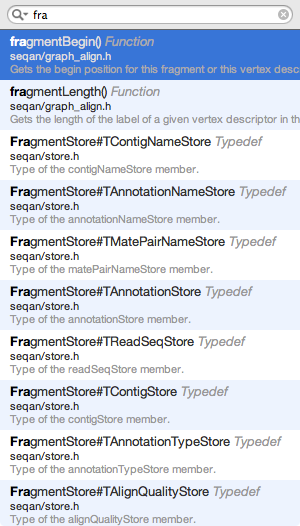 fra
fragmentBegin() Function
seqan/graph_align.h
Gets the begin position for this fragment or this vertex desc
fragmentLength() Function
seqan/graph_align.h
Gets the length of the label of a given vertex descriptor in th
FragmentStore#TContigNameStore Typedef
seqan/store.h
Type of the contigNameStore member.
FragmentStore#TAnnotationNameStore Typedef
seqan/store.h
Type of the annotationNameStore member.
FragmentStore#TMatePairNameStore Typedef
seqan/store.h
Type of the matePairNameStore member.
FragmentStore#TAnnotationStore Typedef
seqan/store.h
Type of the annotationStore member.
FragmentStore#TReadSeqStore Typedef
seqan/store.h
Type of the readSeqStore member.
FragmentStore#TContigStore Typedef
seqan/store.h
Type of the contigStore member.
FragmentStore#TAnnotationTypeStore Typedef
seqan/store.h
Type of the annotationTypeStore member.
FragmentStore#TAlignQualityStore Typedef
seqan/store.h
Type of the alignQualityStore member.